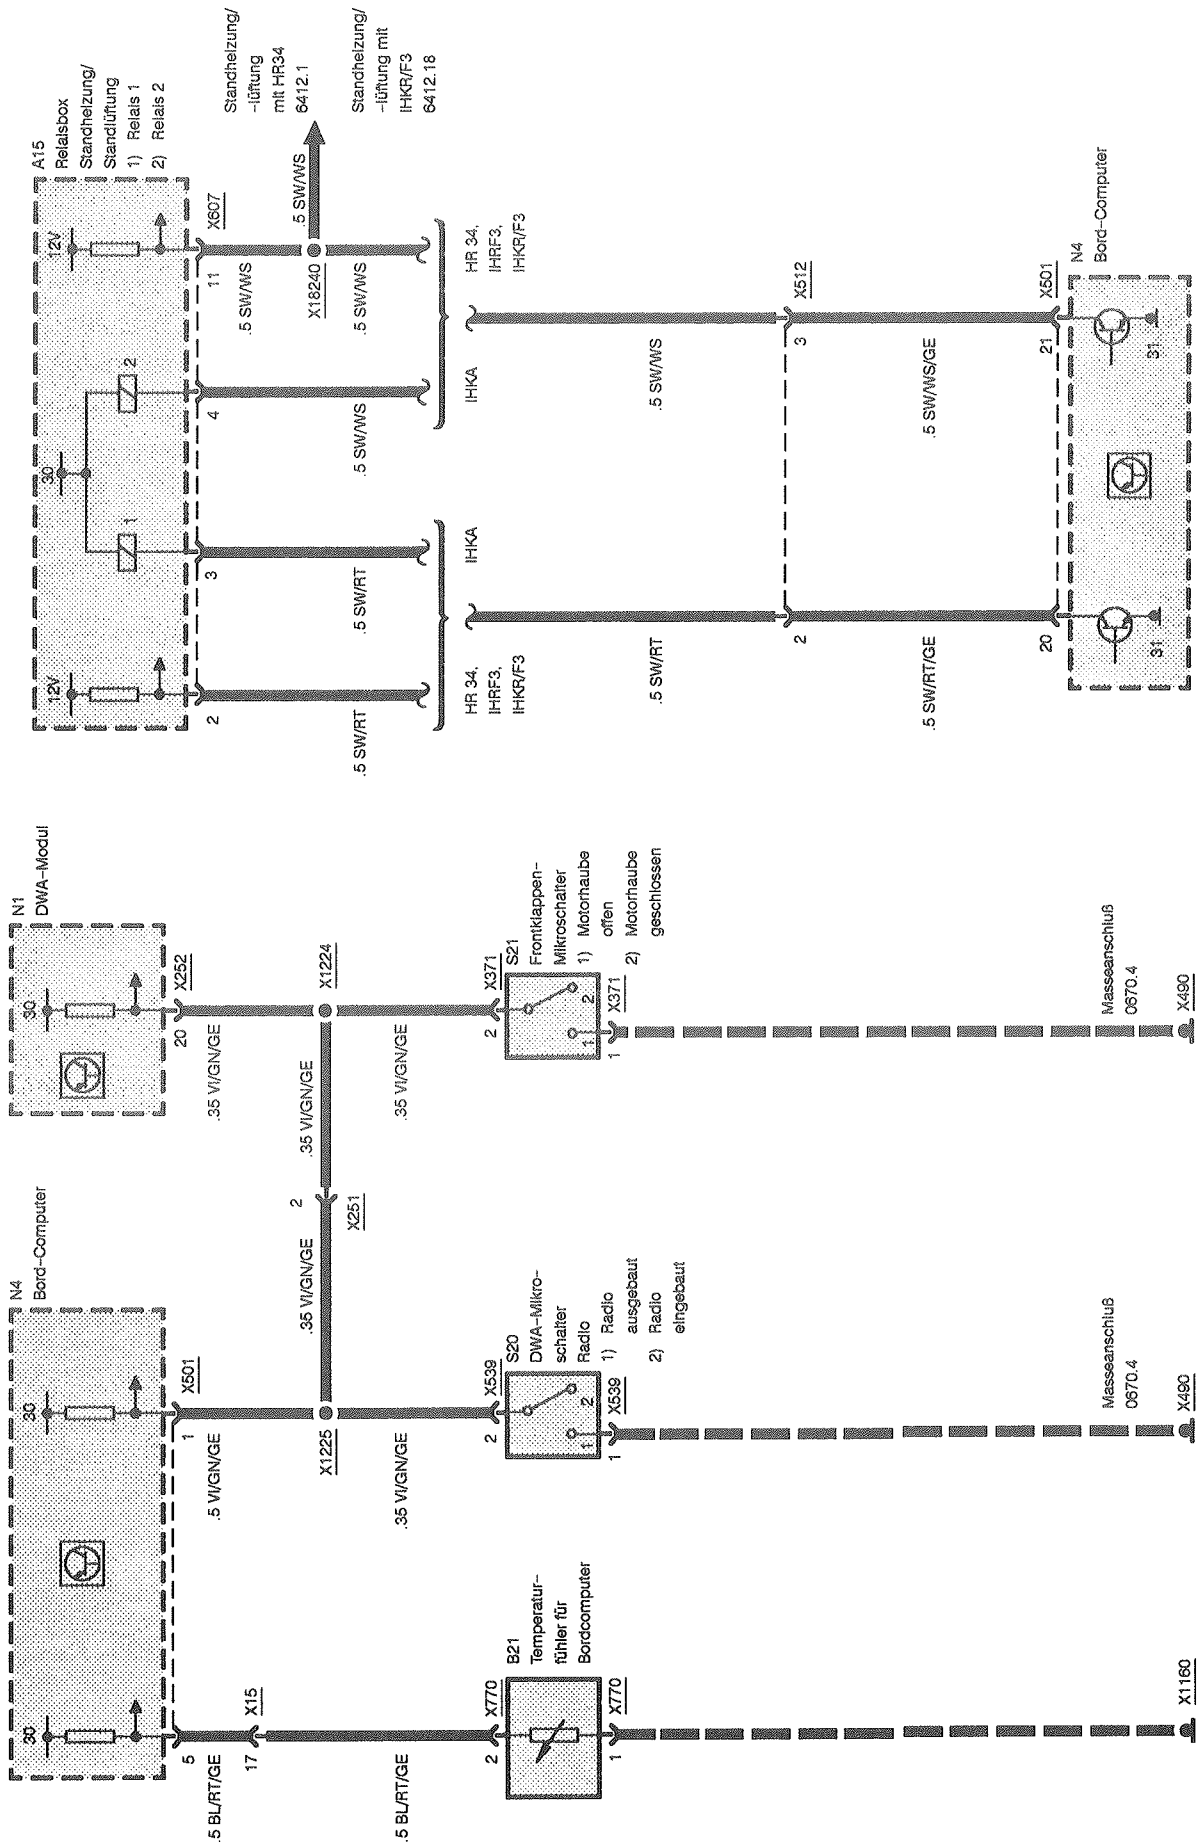 A15
Relaisbox
Standheizung/
Standlüftung
1) Relais 1
2) Relais 2
12V
30
12V
1
2
2
3
4
11
X607
.5 SW/RT
.5 SW/RT
.5 SW/WS
.5 SW/WS
.5 SW/WS
.5 SW/WS
X18240
Standheizung/
-lüftung
mit HR34
6412.1
Standheizung/
-lüftung mit
IHKR/F3
6412.18
HR 34,
IHRF3,
IHKR/F3
IHKA
IHKA
HR 34,
IHRF3,
IHKR/F3
.5 SW/RT
.5 SW/WS
2
3
X512
.5 SW/RT/GE
.5 SW/WS/GE
20
21
X501
31
31
N4
Bord-Computer
N4
Bord-Computer
30
30
5
1
X501
.5 BL/RT/GE
17
X15
.5 BL/RT/GE
2
X770
B21
Temperatur-
fühler für
Bordcomputer
1
X770
X1160
.5 VI/GN/GE
X1225
.35 VI/GN/GE
2
X539
S20
DWA-Mikro-
schalter
Radio
1) Radio
ausgebaut
2) Radio
eingebaut
1
2
1
X539
Masseanschluß
0670.4
X490
.35 VI/GN/GE
2
X251
.35 VI/GN/GE
N1
DWA-Modul
30
20
X252
.35 VI/GN/GE
X1224
.35 VI/GN/GE
2
X371
S21
Frontklappen-
Mikroschalter
1) Motorhaube
offen
2) Motorhaube
geschlossen
1
2
1
X371
Masseanschluß
0670.4
X490